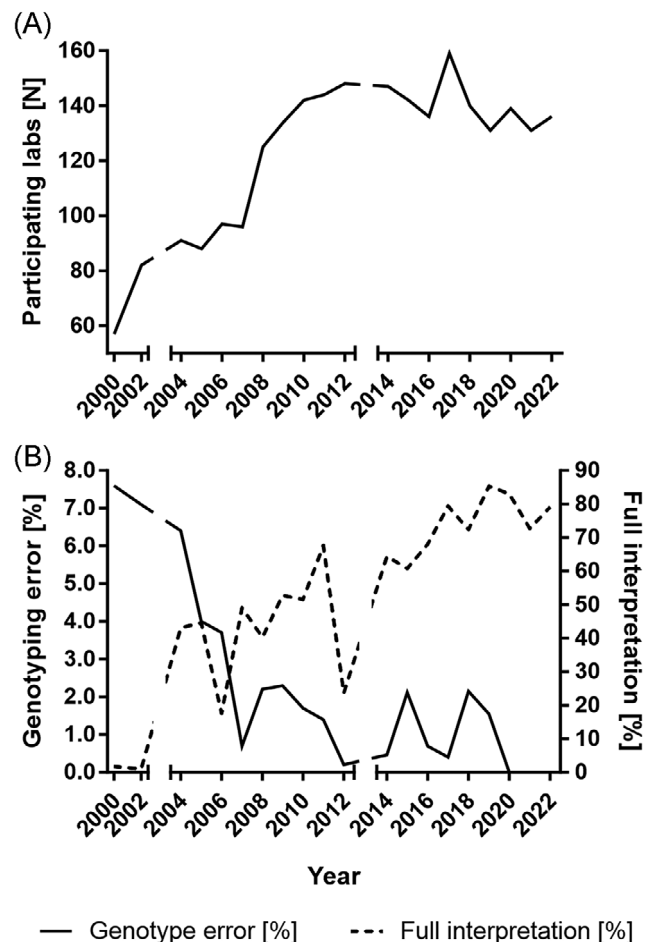 (A)
Participating labs [N]
160
140
120
100
80
60
2000 2002 2004 2006 2008 2010 2012 2014 2016 2018 2020 2022
(B)
Genotyping error [%]
8.0
7.0
6.0
5.0
4.0
3.0
2.0
1.0
0.0
90
80
70
60
50
40
30
20
10
0
Full interpretation [%]
2000 2002 2004 2006 2008 2010 2012 2014 2016 2018 2020 2022
Year
Genotype error [%] Full interpretation [%]